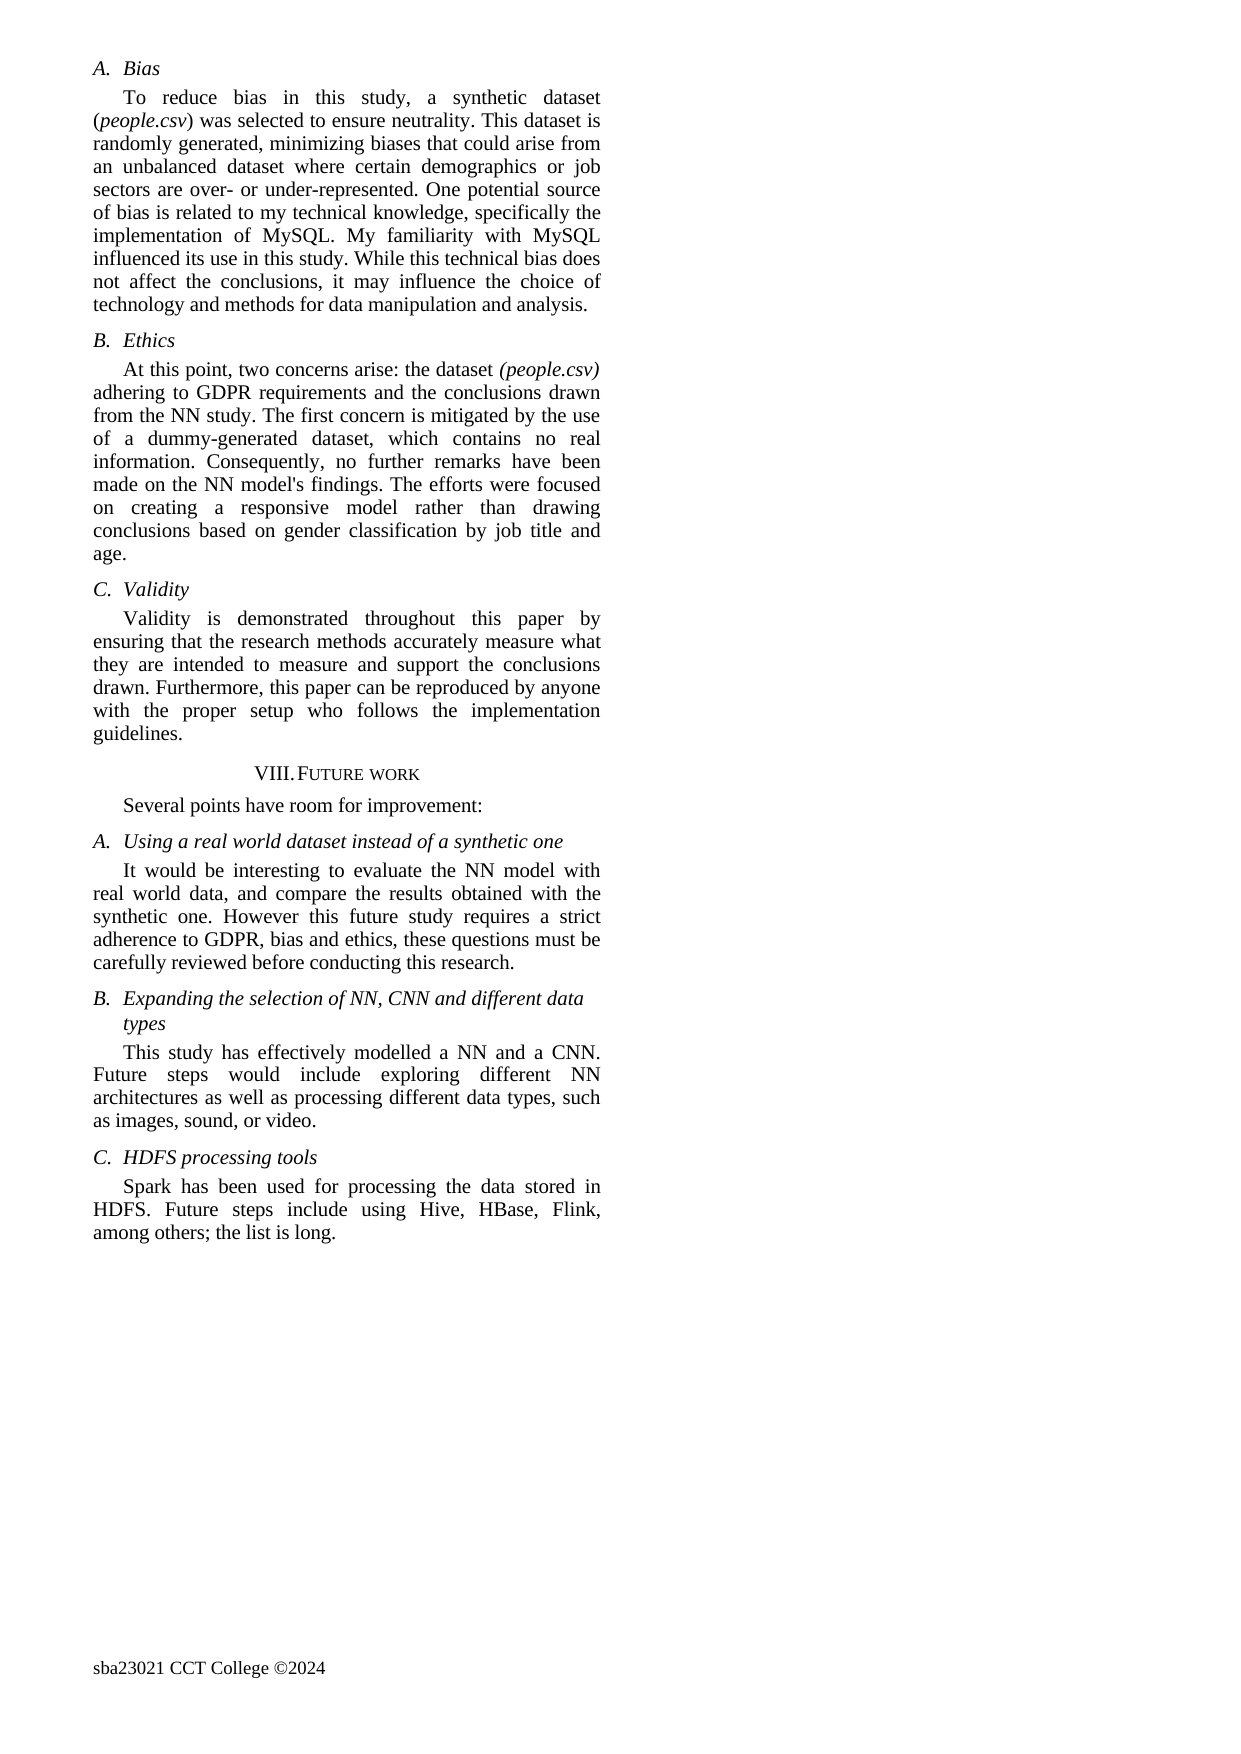 A. Bias
To reduce bias in this study, a synthetic dataset
(people.csv) was selected to ensure neutrality. This dataset is
randomly generated, minimizing biases that could arise from
an unbalanced dataset where certain demographics or job
sectors are over- or under-represented. One potential source
of bias is related to my technical knowledge, specifically the
implementation of MySQL. My familiarity with MySQL
influenced its use in this study. While this technical bias does
not affect the conclusions, it may influence the choice of
technology and methods for data manipulation and analysis.
B. Ethics
At this point, two concerns arise: the dataset (people.csv)
adhering to GDPR requirements and the conclusions drawn
from the NN study. The first concern is mitigated by the use
of a dummy-generated dataset, which contains no real
information. Consequently, no further remarks have been
made on the NN model's findings. The efforts were focused
on creating a responsive model rather than drawing
conclusions based on gender classification by job title and
age.
C. Validity
Validity is demonstrated throughout this paper by
ensuring that the research methods accurately measure what
they are intended to measure and support the conclusions
drawn. Furthermore, this paper can be reproduced by anyone
with the proper setup who follows the implementation
guidelines.
VIII. FUTURE WORK
Several points have room for improvement:
A. Using a real world dataset instead of a synthetic one
It would be interesting to evaluate the NN model with
real world data, and compare the results obtained with the
synthetic one. However this future study requires a strict
adherence to GDPR, bias and ethics, these questions must be
carefully reviewed before conducting this research.
B. Expanding the selection of NN, CNN and different data
types
This study has effectively modelled a NN and a CNN.
Future steps would include exploring different NN
architectures as well as processing different data types, such
as images, sound, or video.
C. HDFS processing tools
Spark has been used for processing the data stored in
HDFS. Future steps include using Hive, HBase, Flink,
among others; the list is long.
sba23021 CCT College ©2024